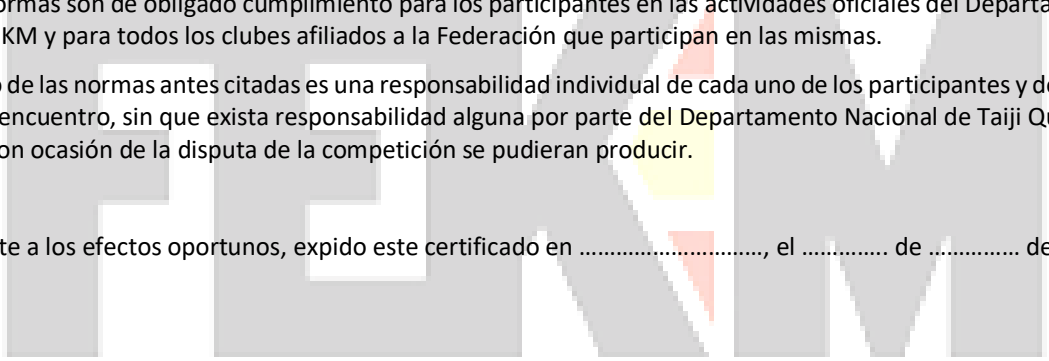 ormas son de obligado cumplimiento para los participantes en las actividades oficiales del Departa
KM y para todos los clubes afiliados a la Federación que participan en las mismas.
o de las normas antes citadas es una responsabilidad individual de cada uno de los participantes y de
encuentro, sin que exista responsabilidad alguna por parte del Departamento Nacional de Taiji Qu
on ocasión de la disputa de la competición se pudieran producir.
te a los efectos oportunos, expido este certificado en ............................, el .............. de ............... de
FEKM